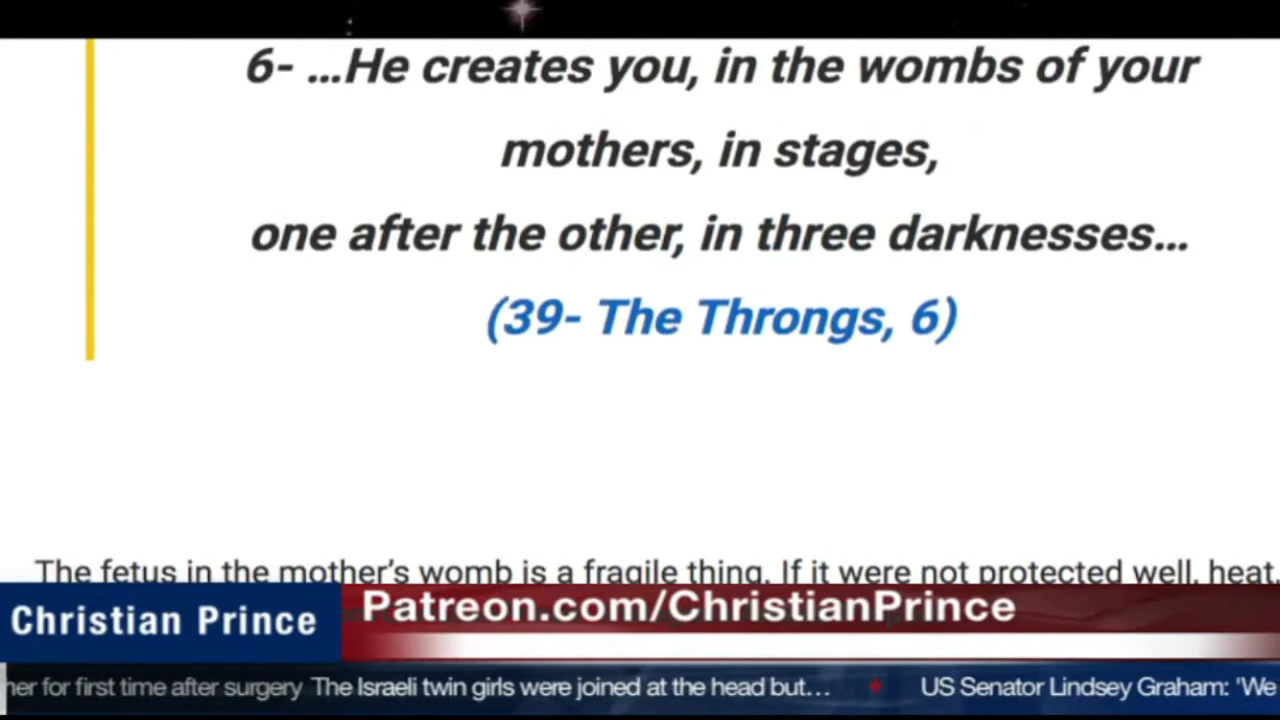 6- ...He creates you, in the wombs of your
mothers, in stages,
one after the other, in three darknesses...
(39- The Throngs, 6)
The fetus in the mother's womb is a fragile thing. If it were not protected well, heat,
Christian Prince
Patreon.com/ChristianPrince
her for first time after surgery The Israeli twin girls were joined at the head but... US Senator Lindsey Graham: 'We